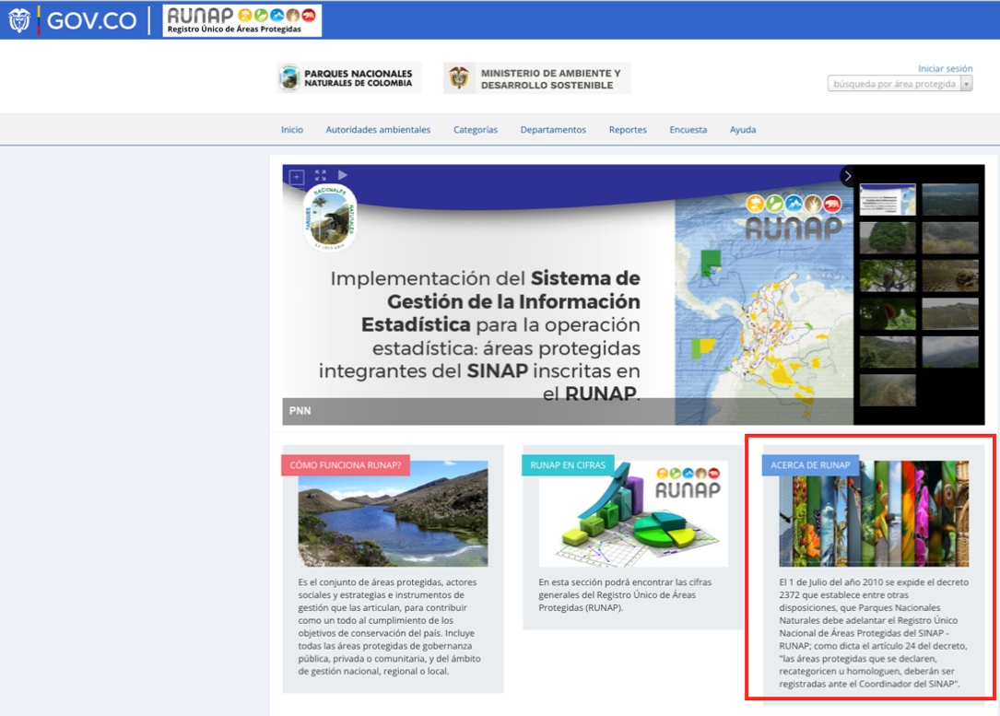 GOV.CO
RUNAP
Registro Único de Áreas Protegidas
PARQUES NACIONALES
NATURALES DE COLOMBIA
MINISTERIO DE AMBIENTE Y
DESARROLLO SOSTENIBLE
Iniciar sesión
búsqueda por área protegida
Inicio
Autoridades ambientales
Categorías
Departamentos
Reportes
Encuesta
Ayuda
PARQUES NACIONALES NATURALES
RUNAP
Implementación del Sistema de
Gestión de la Información
Estadística para la operación
estadística: áreas protegidas
integrantes del SINAP inscritas en
el RUNAP.
PNN
CÓMO FUNCIONA RUNAP?
Es el conjunto de áreas protegidas, actores
sociales y estrategias e instrumentos de
gestión que las articulan, para contribuir
como un todo al cumplimiento de los
objetivos de conservación del país. Incluye
todas las áreas protegidas de gobernanza
pública, privada o comunitaria, y del ámbito
de gestión nacional, regional o local.
RUNAP EN CIFRAS
RUNAP
En esta sección podrá encontrar las cifras
generales del Registro Único de Áreas
Protegidas (RUNAP).
ACERCA DE RUNAP
El 1 de Julio del año 2010 se expide el decreto
2372 que establece entre otras
disposiciones, que Parques Nacionales
Naturales debe adelantar el Registro Único
Nacional de Áreas Protegidas del SINAP -
RUNAP; como dicta el artículo 24 del decreto,
"las áreas protegidas que se declaren,
recategoricen u homologuen, deberán ser
registradas ante el Coordinador del SINAP".